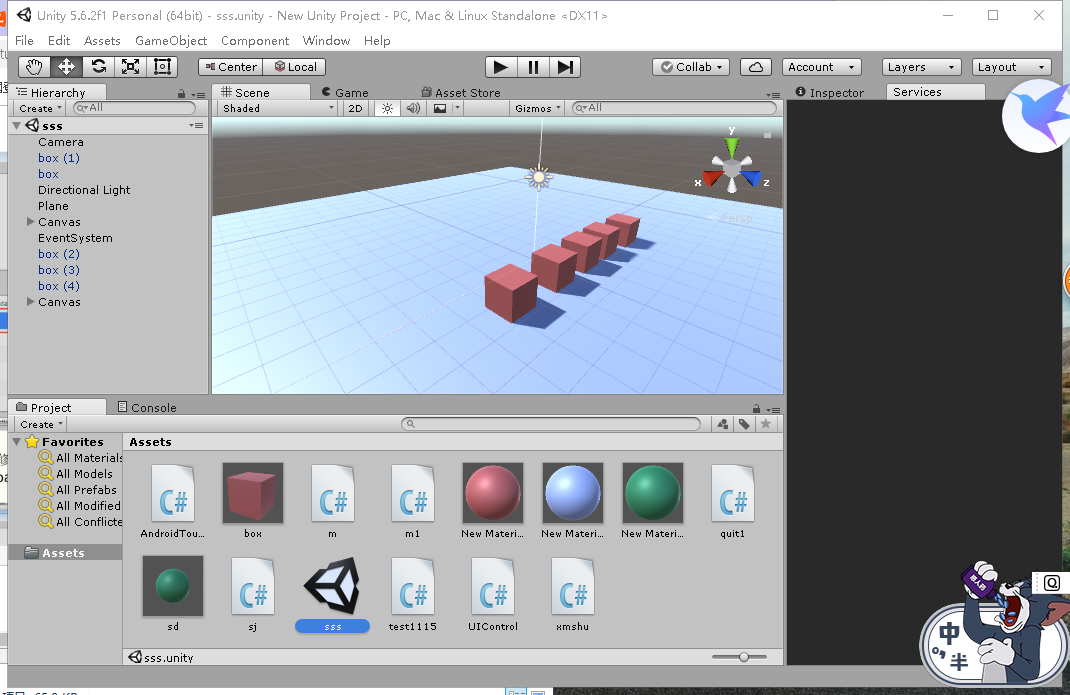 Unity 5.6.2f1 Personal (64bit) - sss.unity - New Unity Project - PC, Mac & Linux Standalone <DX11>
File Edit Assets GameObject Component Window Help
Center Local Collab Account Layers Layout
Hierarchy
Create All
sss
Camera
box (1)
box
Directional Light
Plane
Canvas
EventSystem
box (2)
box (3)
box (4)
Canvas
Scene Game Asset Store
Shaded 2D Gizmos All
y
x
z
Persp
Inspector Services
Project Console
Create
Favorites
All Materials
All Models
All Prefabs
All Modified
All Conflicte
Assets
Assets
C# C# C# C#
AndroidTou... box m m1 New Materi... New Materi... New Materi... quit1
C# C# C# C#
sd sj sss test1115 UIControl xmshu
sss.unity
中
半